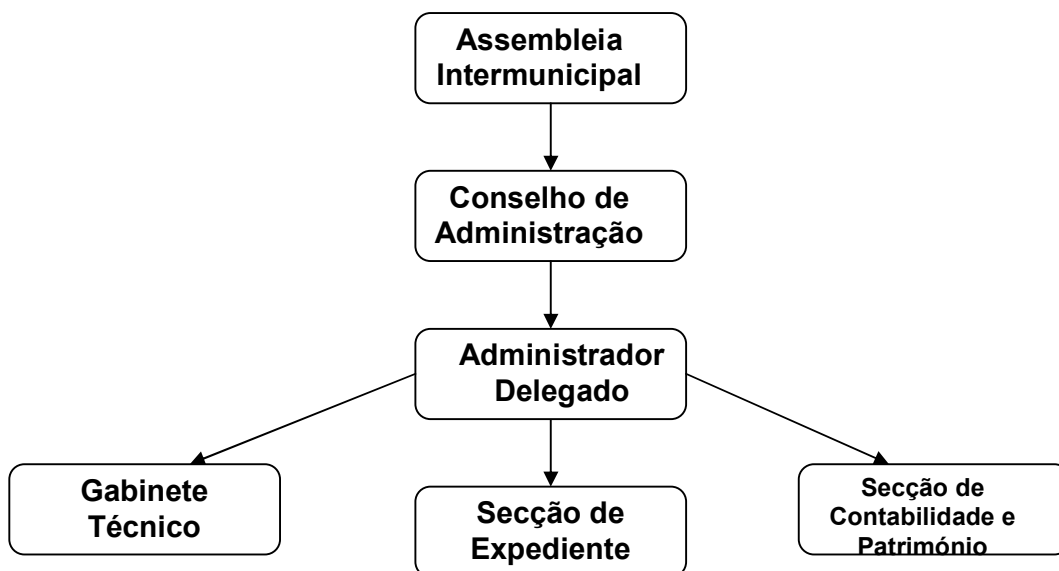 Assembleia
Intermunicipal
Conselho de
Administração
Administrador
Delegado
Gabinete
Técnico
Secção de
Expediente
Secção de
Contabilidade e
Património